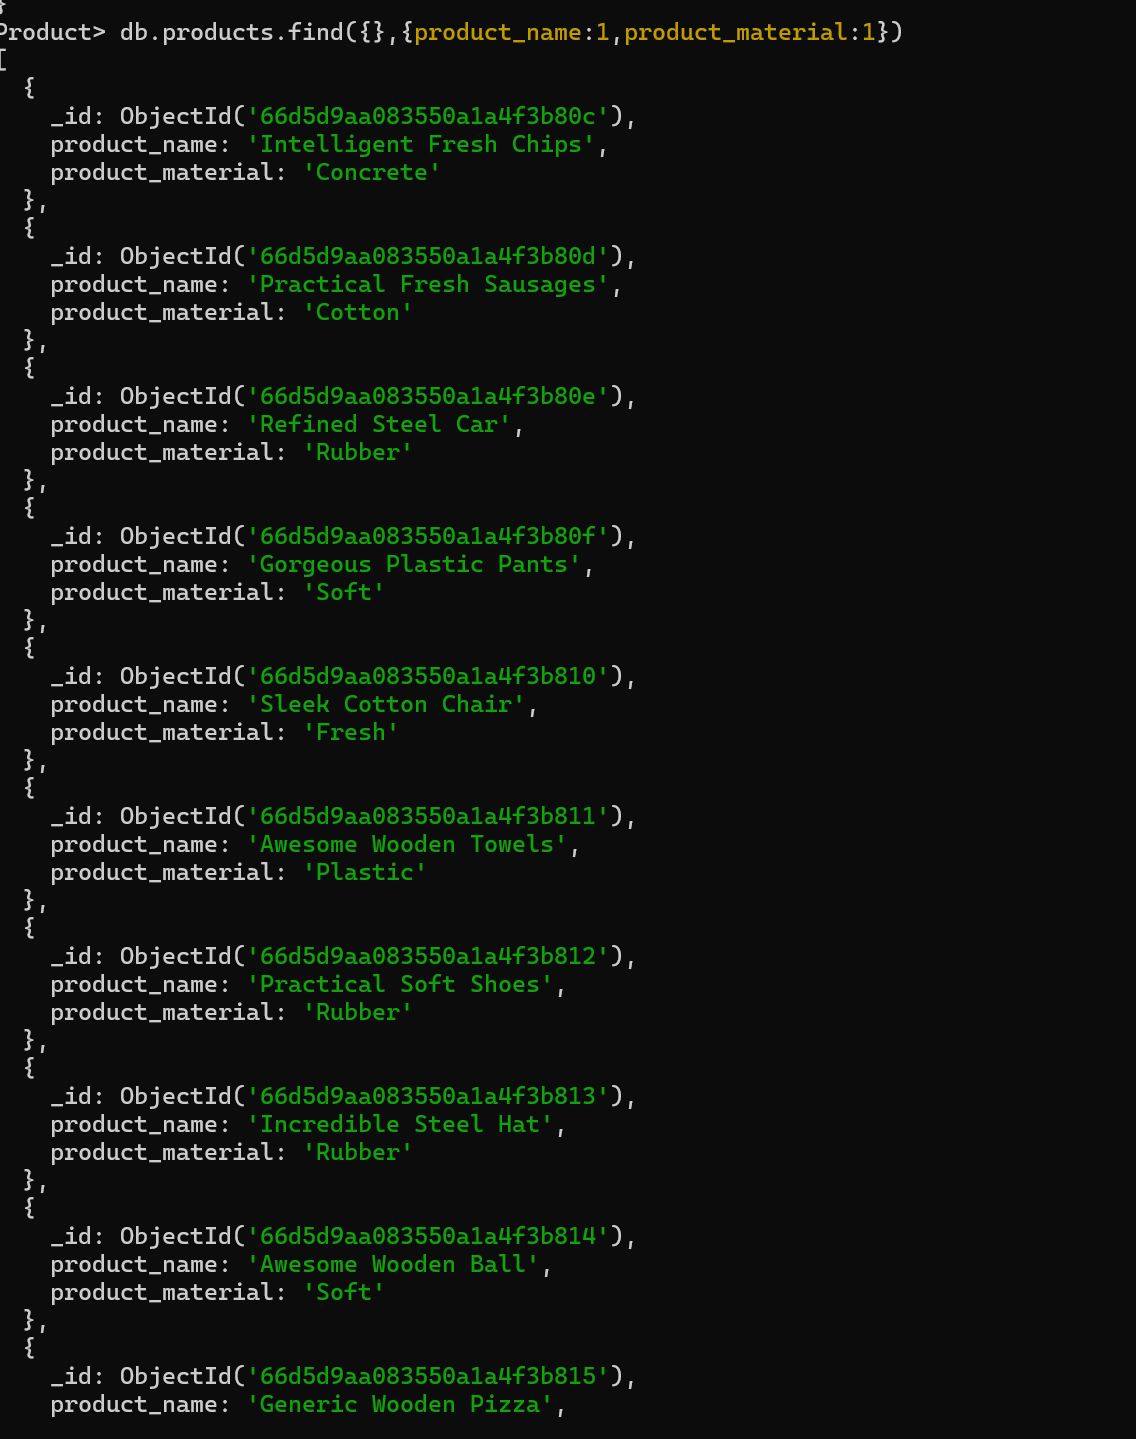 }
Product> db.products.find({},{product_name:1,product_material:1})
[
  {
    _id: ObjectId('66d5d9aa083550a1a4f3b80c'),
    product_name: 'Intelligent Fresh Chips',
    product_material: 'Concrete'
  },
  {
    _id: ObjectId('66d5d9aa083550a1a4f3b80d'),
    product_name: 'Practical Fresh Sausages',
    product_material: 'Cotton'
  },
  {
    _id: ObjectId('66d5d9aa083550a1a4f3b80e'),
    product_name: 'Refined Steel Car',
    product_material: 'Rubber'
  },
  {
    _id: ObjectId('66d5d9aa083550a1a4f3b80f'),
    product_name: 'Gorgeous Plastic Pants',
    product_material: 'Soft'
  },
  {
    _id: ObjectId('66d5d9aa083550a1a4f3b810'),
    product_name: 'Sleek Cotton Chair',
    product_material: 'Fresh'
  },
  {
    _id: ObjectId('66d5d9aa083550a1a4f3b811'),
    product_name: 'Awesome Wooden Towels',
    product_material: 'Plastic'
  },
  {
    _id: ObjectId('66d5d9aa083550a1a4f3b812'),
    product_name: 'Practical Soft Shoes',
    product_material: 'Rubber'
  },
  {
    _id: ObjectId('66d5d9aa083550a1a4f3b813'),
    product_name: 'Incredible Steel Hat',
    product_material: 'Rubber'
  },
  {
    _id: ObjectId('66d5d9aa083550a1a4f3b814'),
    product_name: 'Awesome Wooden Ball',
    product_material: 'Soft'
  },
  {
    _id: ObjectId('66d5d9aa083550a1a4f3b815'),
    product_name: 'Generic Wooden Pizza',